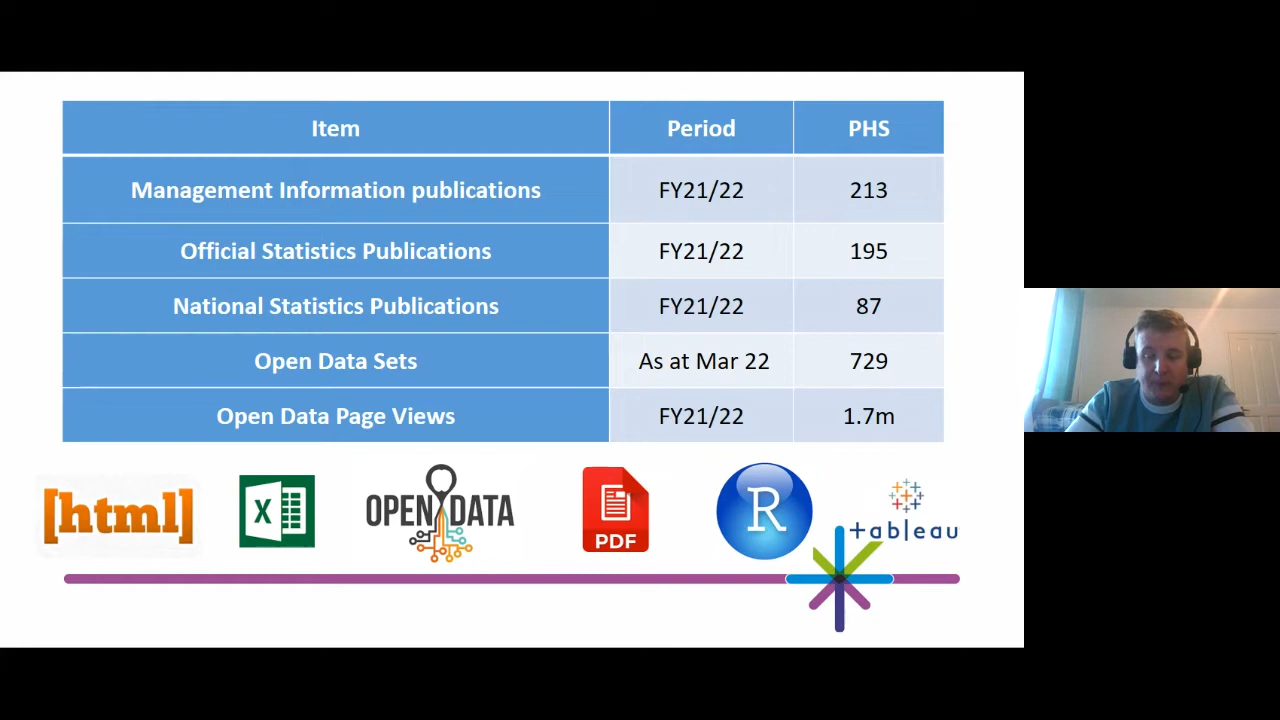 Item Period PHS
Management Information publications FY21/22 213
Official Statistics Publications FY21/22 195
National Statistics Publications FY21/22 87
Open Data Sets As at Mar 22 729
Open Data Page Views FY21/22 1.7m
[html] X OPEN DATA PDF R +ableau